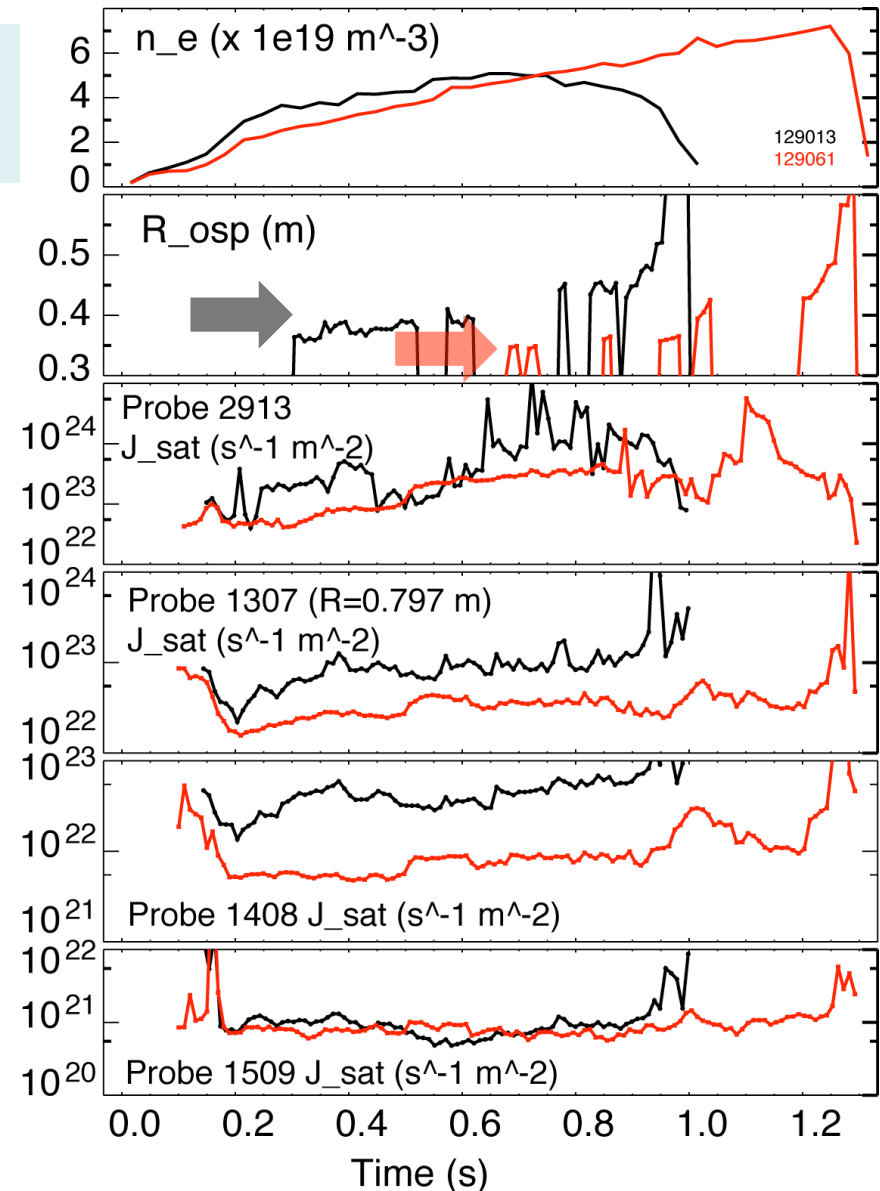 n_e (x 1e19 m^-3)
6
4
2
0
129013
129061
R_osp (m)
0.5
0.4
0.3
Probe 2913
J_sat (s^-1 m^-2)
10^24
10^23
10^22
Probe 1307 (R=0.797 m)
J_sat (s^-1 m^-2)
10^24
10^23
10^22
10^23
10^22
10^21
Probe 1408 J_sat (s^-1 m^-2)
10^22
10^21
10^20
Probe 1509 J_sat (s^-1 m^-2)
0.0 0.2 0.4 0.6 0.8 1.0 1.2
Time (s)